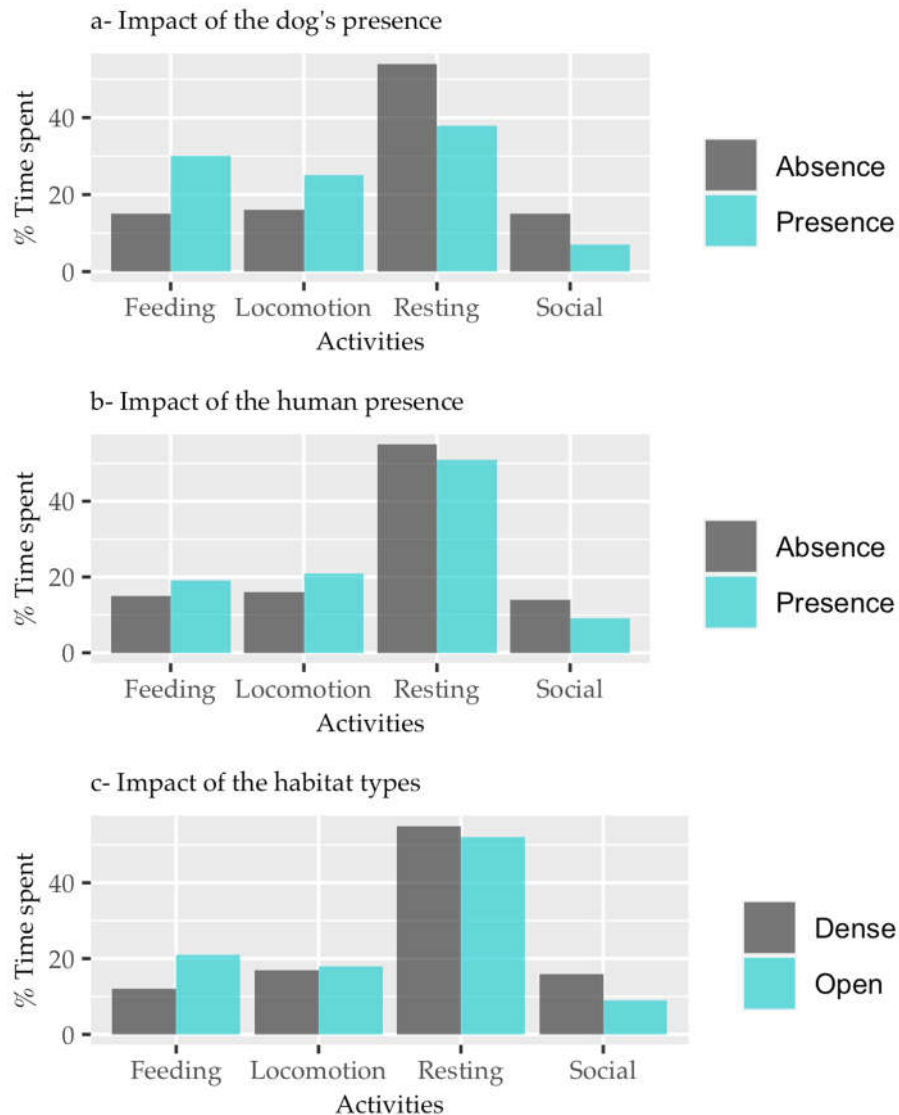 a- Impact of the dog's presence
% Time spent
40
20
0
Feeding Locomotion Resting Social
Activities
Absence
Presence
b- Impact of the human presence
% Time spent
40
20
0
Feeding Locomotion Resting Social
Activities
Absence
Presence
c- Impact of the habitat types
% Time spent
40
20
0
Feeding Locomotion Resting Social
Activities
Dense
Open